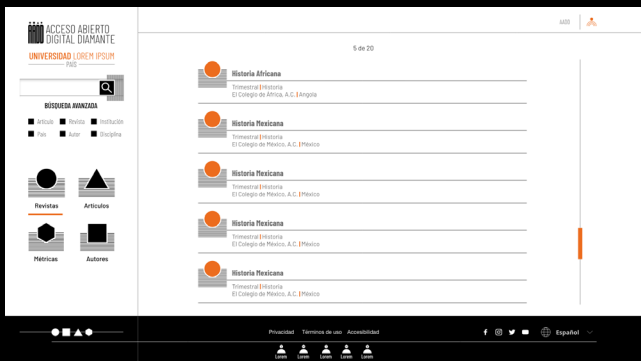 ACCESO ABIERTO
DIGITAL DIAMANTE
UNIVERSIDAD LOREM IPSUM
PAÍS
BÚSQUEDA AVANZADA
Artículo Revista Institución
País Autor Disciplina
Revistas Artículos
Métricas Autores
AADD
5 de 20
Historia Africana
Trimestral | Historia
El Colegio de África, A.C. | Angola
Historia Mexicana
Trimestral | Historia
El Colegio de México, A.C. | México
Historia Mexicana
Trimestral | Historia
El Colegio de México, A.C. | México
Historia Mexicana
Trimestral | Historia
El Colegio de México, A.C. | México
Historia Mexicana
Trimestral | Historia
El Colegio de México, A.C. | México
Privacidad Términos de uso Accesibilidad
Español
Lorem Lorem Lorem Lorem Lorem